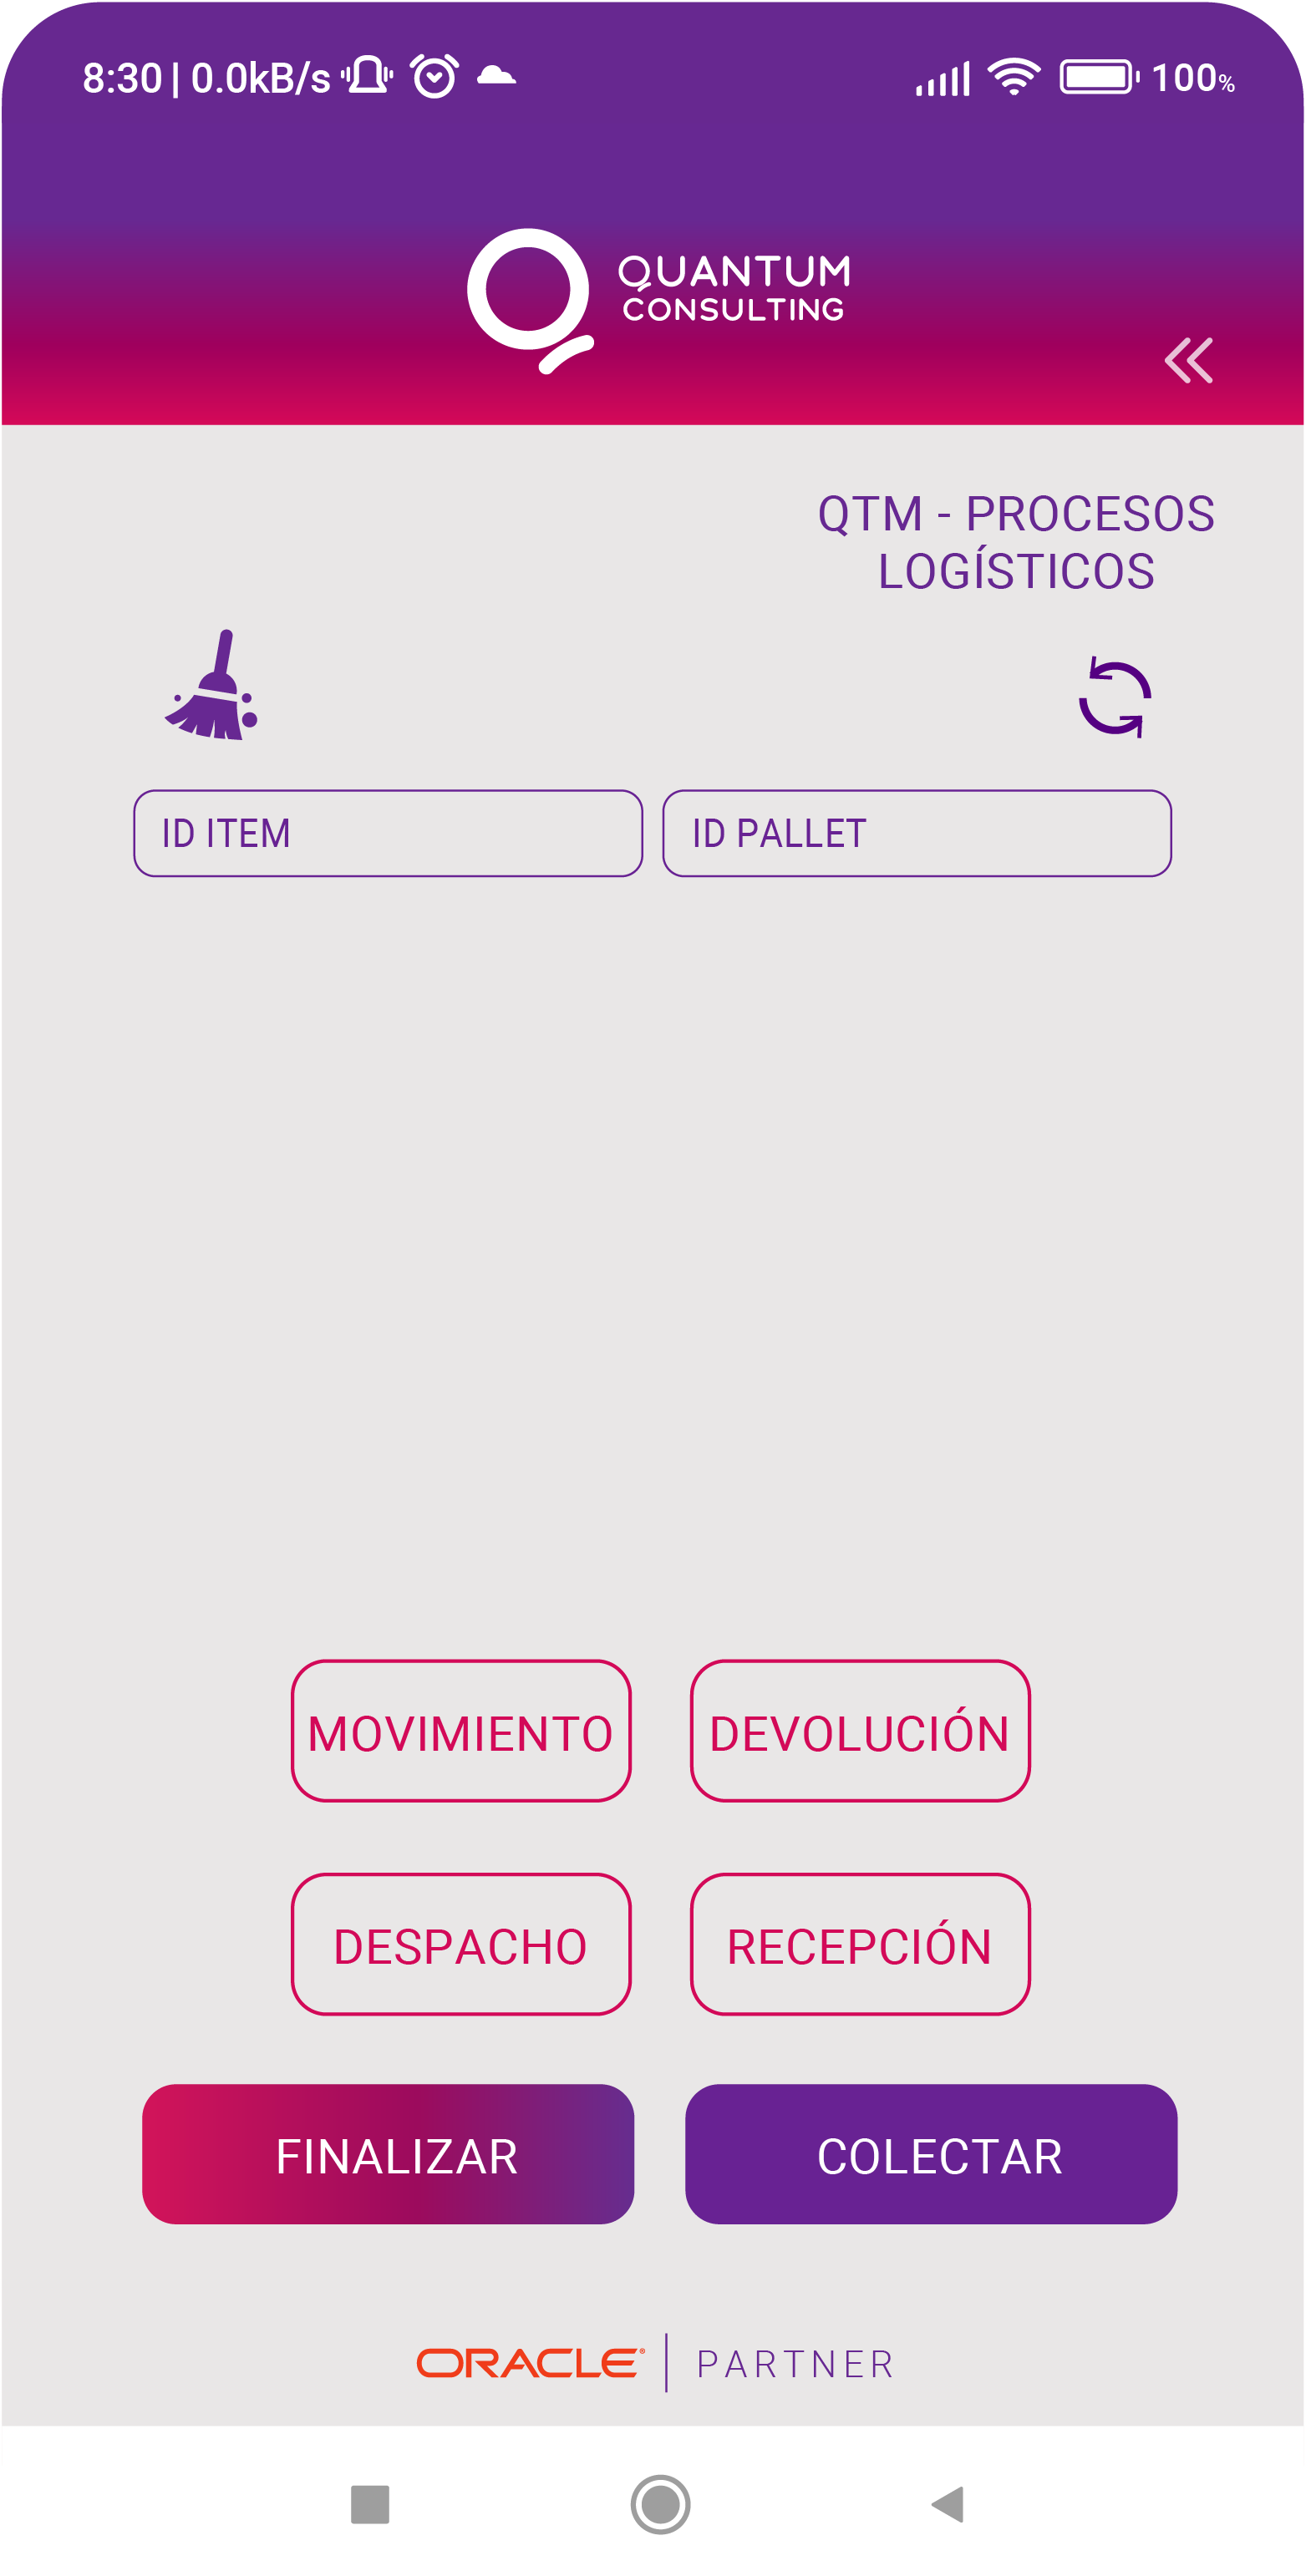 8:30 | 0.0kB/s 100%
QUANTUM
CONSULTING
QTM - PROCESOS
LOGÍSTICOS
ID ITEM ID PALLET
MOVIMIENTO DEVOLUCIÓN
DESPACHO RECEPCIÓN
FINALIZAR COLECTAR
ORACLE® | PARTNER